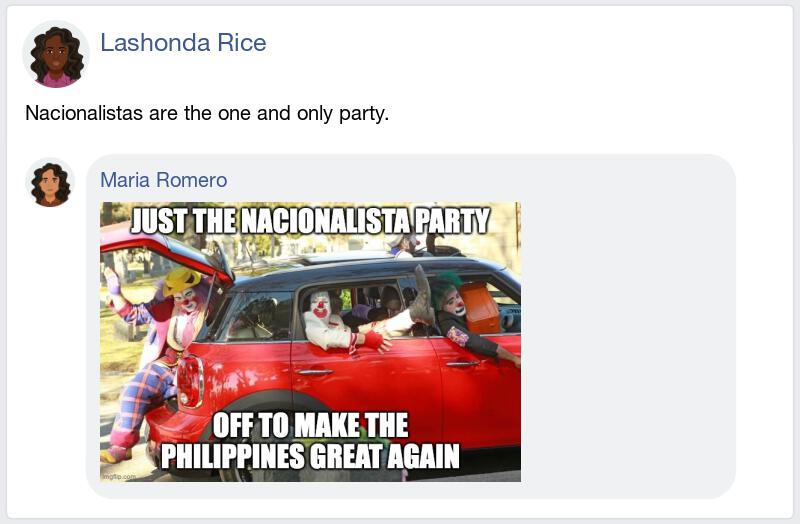 Lashonda Rice
Nacionalistas are the one and only party.
Maria Romero
JUST THE NACIONALISTA PARTY
OFF TO MAKE THE
PHILIPPINES GREAT AGAIN
imgflip.com